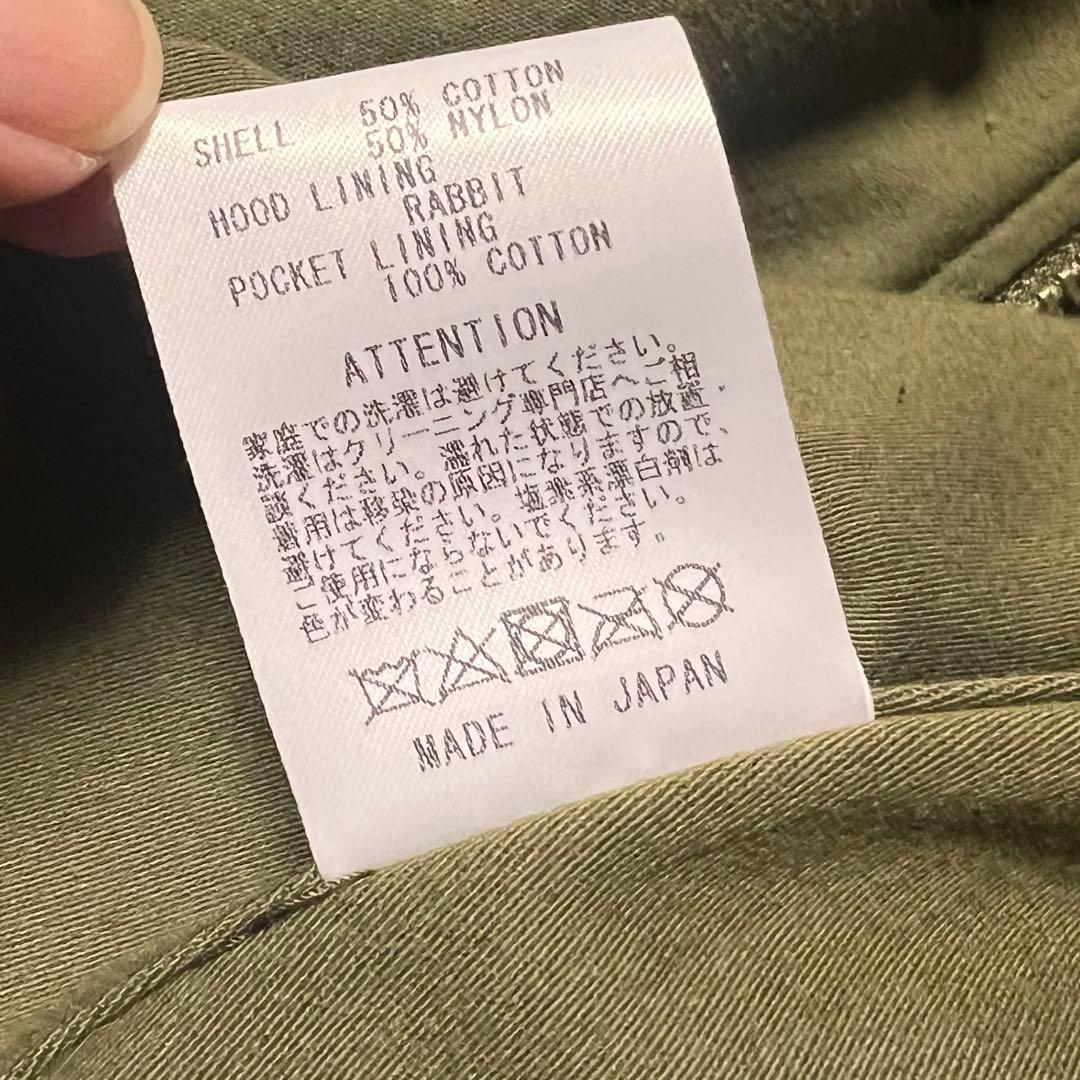 SHELL 50% COTTON
50% NYLON
HOOD LINING
RABBIT
POCKET LINING
100% COTTON
ATTENTION
家庭での洗濯は避けてください。
洗濯はクリーニング専門店へご相
談ください。濡れた状態での放置、
着用は移染の原因になりますので、
避けてください。塩素系漂白剤は
ご使用にならないでください。
色が変わることがあります。
MADE IN JAPAN